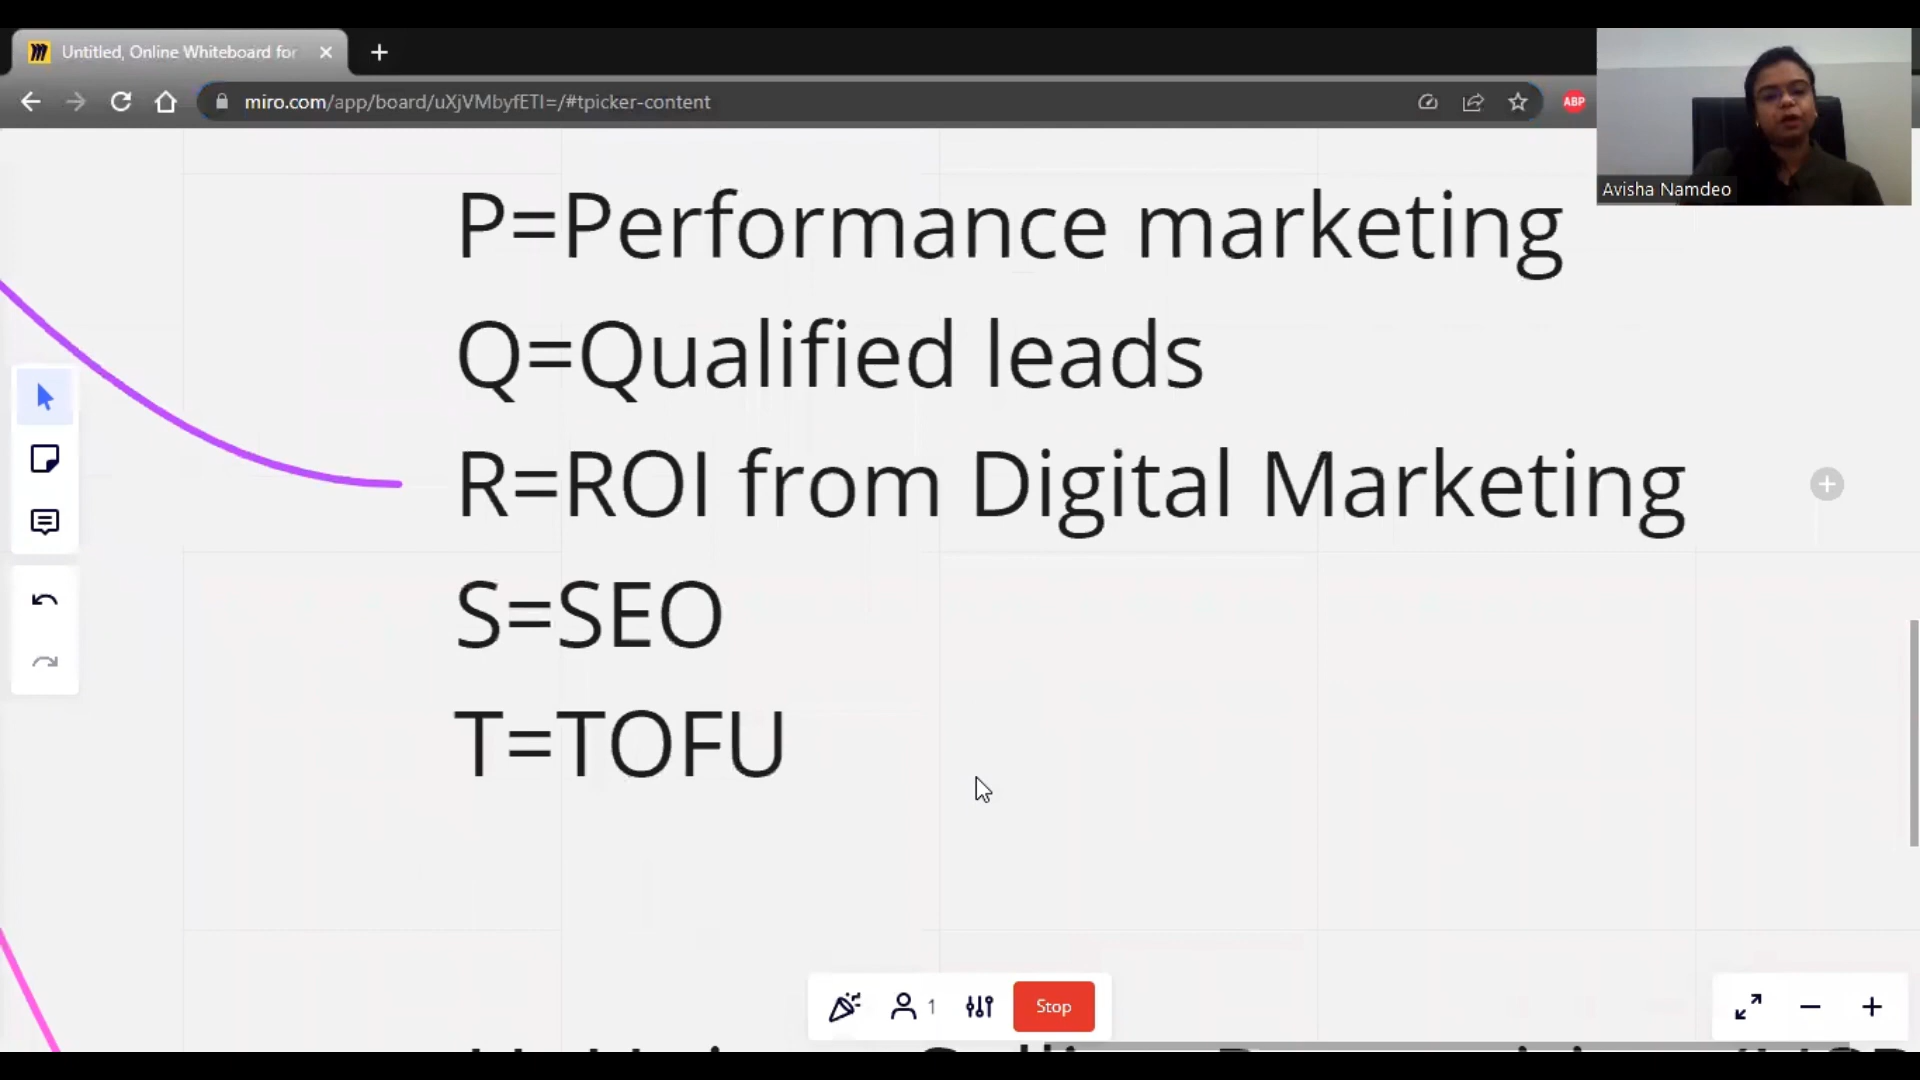 Untitled, Online Whiteboard for
miro.com/app/board/uXjVMbyfETI=/#tpicker-content
ABP
Avisha Namdeo
P=Performance marketing
Q=Qualified leads
R=ROI from Digital Marketing
S=SEO
T=TOFU
1
Stop